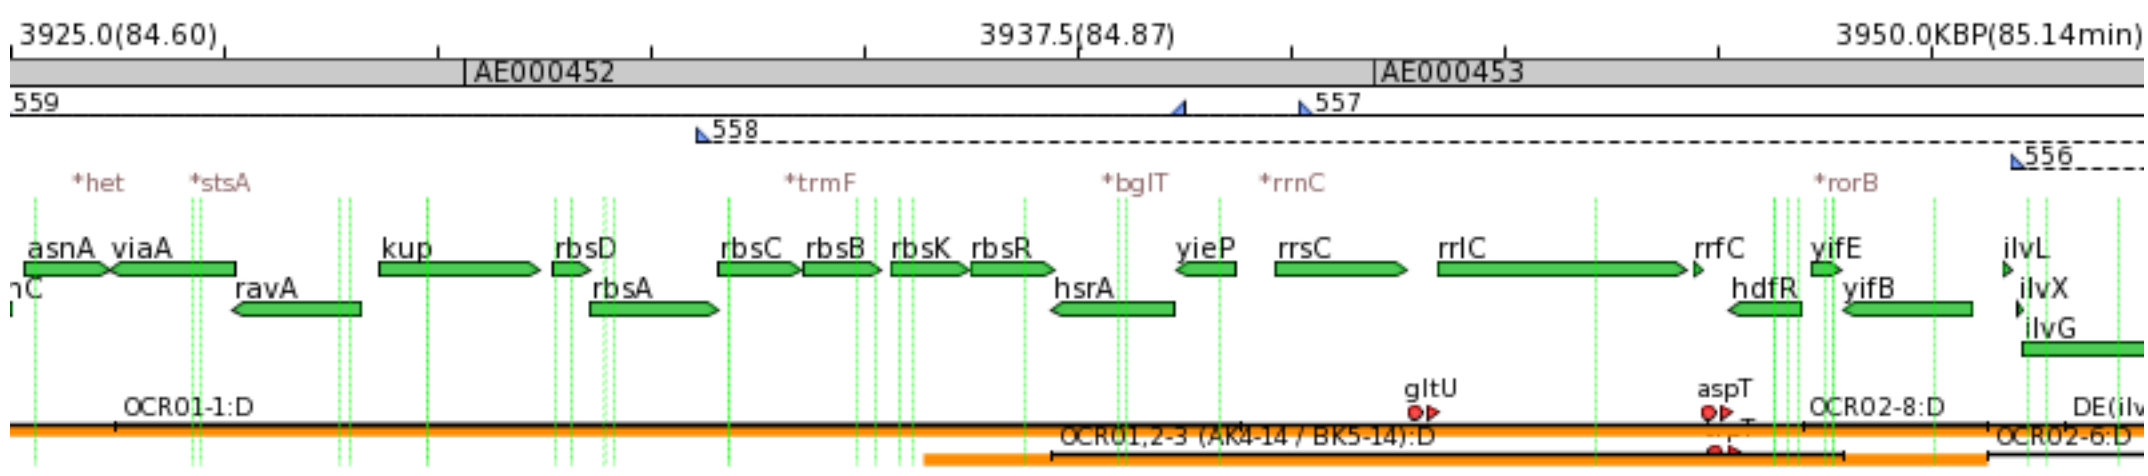 3925.0(84.60) 3937.5(84.87) 3950.0KBP(85.14min)
AE000452 AE000453
559 557
558
556
*het *stsA *trmF *bglT *rrnC *rorB
asnA viaA kup rbsD rbsC rbsB rbsK rbsR yieP rrsC rrlC rrfC yifE ilvL
nC ravA rbsA hsrA hdfR yifB ilvX
ilvG
gltU aspT
OCR01-1:D OCR02-8:D DE(ilv
OCR01,2-3 (AK4-14 / BK5-14):D OCR02-6:D